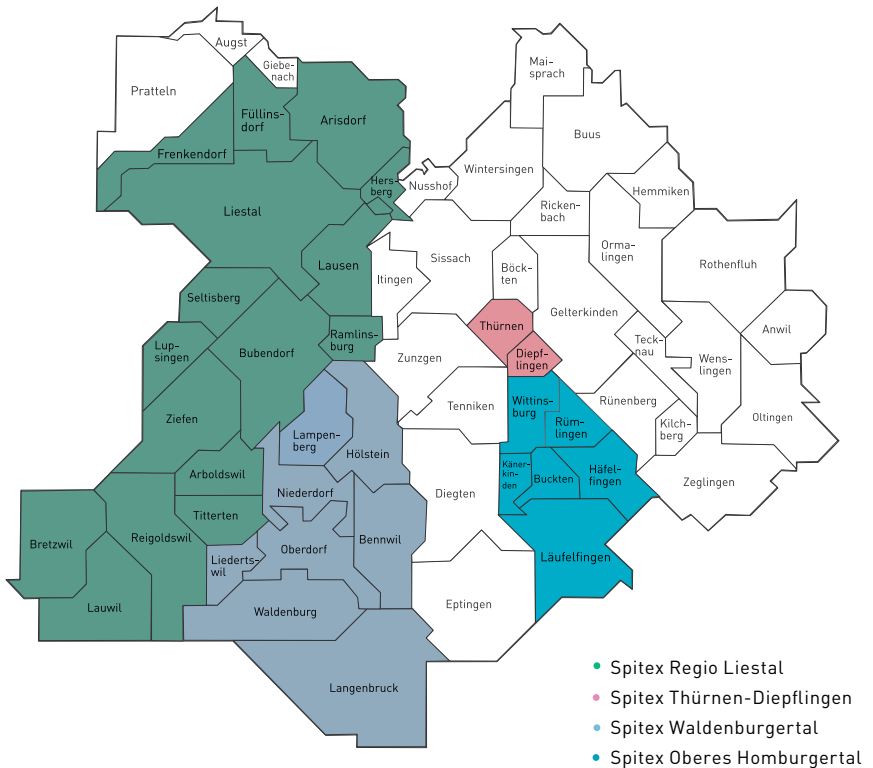 Augst
Giebe-
nach
Mai-
sprach
Pratteln
Füllins-
dorf
Arisdorf
Buus
Frenkendorf
Wintersingen
Hers-
berg
Nusshof
Hemmiken
Liestal
Ricken-
bach
Sissach
Orma-
lingen
Lausen
Itingen
Böck-
ten
Rothenfluh
Seltisberg
Gelterkinden
Thürnen
Anwil
Ramlins-
burg
Lup-
singen
Bubendorf
Zunzgen
Diepf-
lingen
Teck-
nau
Wens-
lingen
Wittins-
burg
Rünenberg
Tenniken
Ziefen
Rüm-
lingen
Oltingen
Kilch-
berg
Lampen-
berg
Hölstein
Käner-
kin-
den
Buckten
Häfel-
fingen
Arboldswil
Zeglingen
Niederdorf
Diegten
Titterten
Bretzwil
Reigoldswil
Oberdorf
Bennwil
Liederts-
wil
Läufelfingen
Lauwil
Waldenburg
Eptingen
Langenbruck
Spitex Regio Liestal
Spitex Thürnen-Diepflingen
Spitex Waldenburgertal
Spitex Oberes Homburgertal